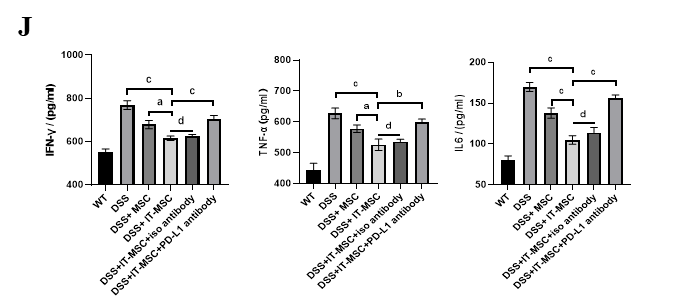 J
IFN-γ / (pg/ml)
1000
800
600
400
c
c
a
d
WT
DSS
DSS+ MSC
DSS+ IT-MSC
DSS+IT-MSC+iso antibody
DSS+IT-MSC+PD-L1 antibody
TNF-α (pg/ml)
800
700
600
500
400
c
b
a
d
WT
DSS
DSS+ MSC
DSS+ IT-MSC
DSS+IT-MSC+iso antibody
DSS+IT-MSC+PD-L1 antibody
IL6 / (pg/ml)
200
150
100
50
c
c
c
d
WT
DSS
DSS+ MSC
DSS+ IT-MSC
DSS+IT-MSC+iso antibody
DSS+IT-MSC+PD-L1 antibody